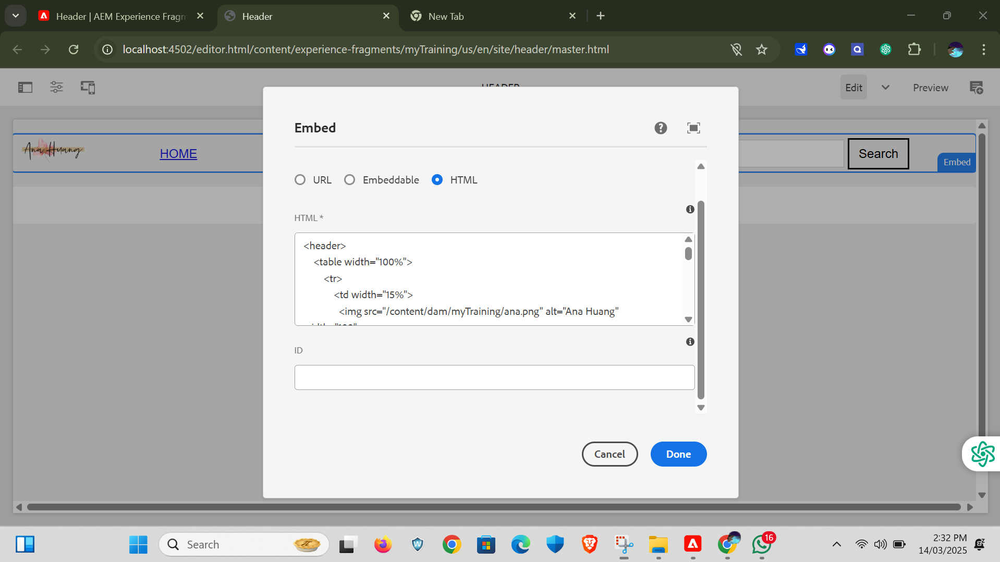 Header | AEM Experience Fragm
Header
New Tab
localhost:4502/editor.html/content/experience-fragments/myTraining/us/en/site/header/master.html
HEADER
Edit
Preview
Ana Huang
HOME
Search
Embed
Embed
URL
Embeddable
HTML
HTML *
<header>
<table width="100%">
<tr>
<td width="15%">
<img src="/content/dam/myTraining/ana.png" alt="Ana Huang"
width="100"
ID
Cancel
Done
Search
W
16
2:32 PM
14/03/2025